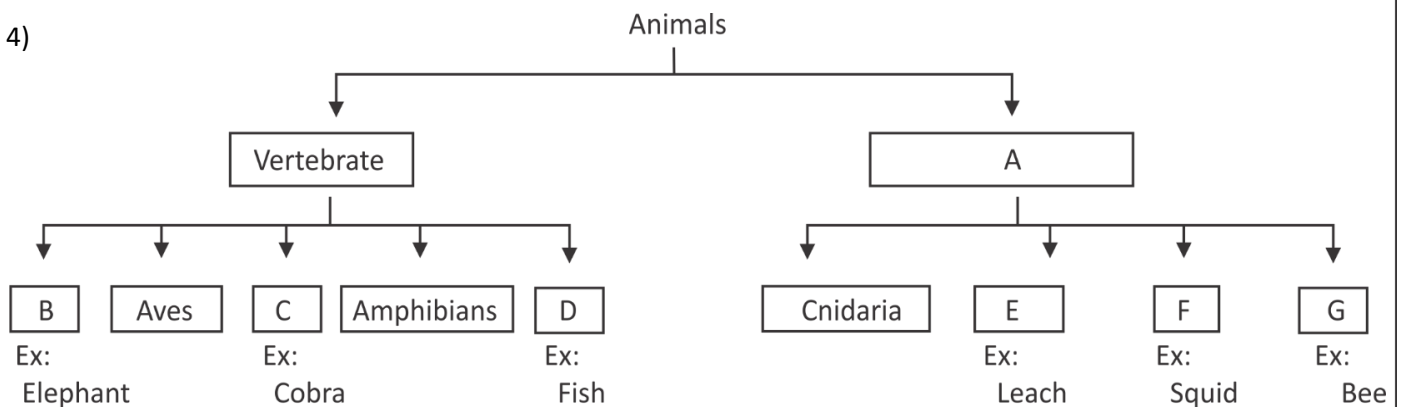 Animals
4)
Vertebrate A
B Aves C Amphibians D Cnidaria E F G
Ex: Ex: Ex: Ex: Ex: Ex:
Elephant Cobra Fish Leach Squid Bee